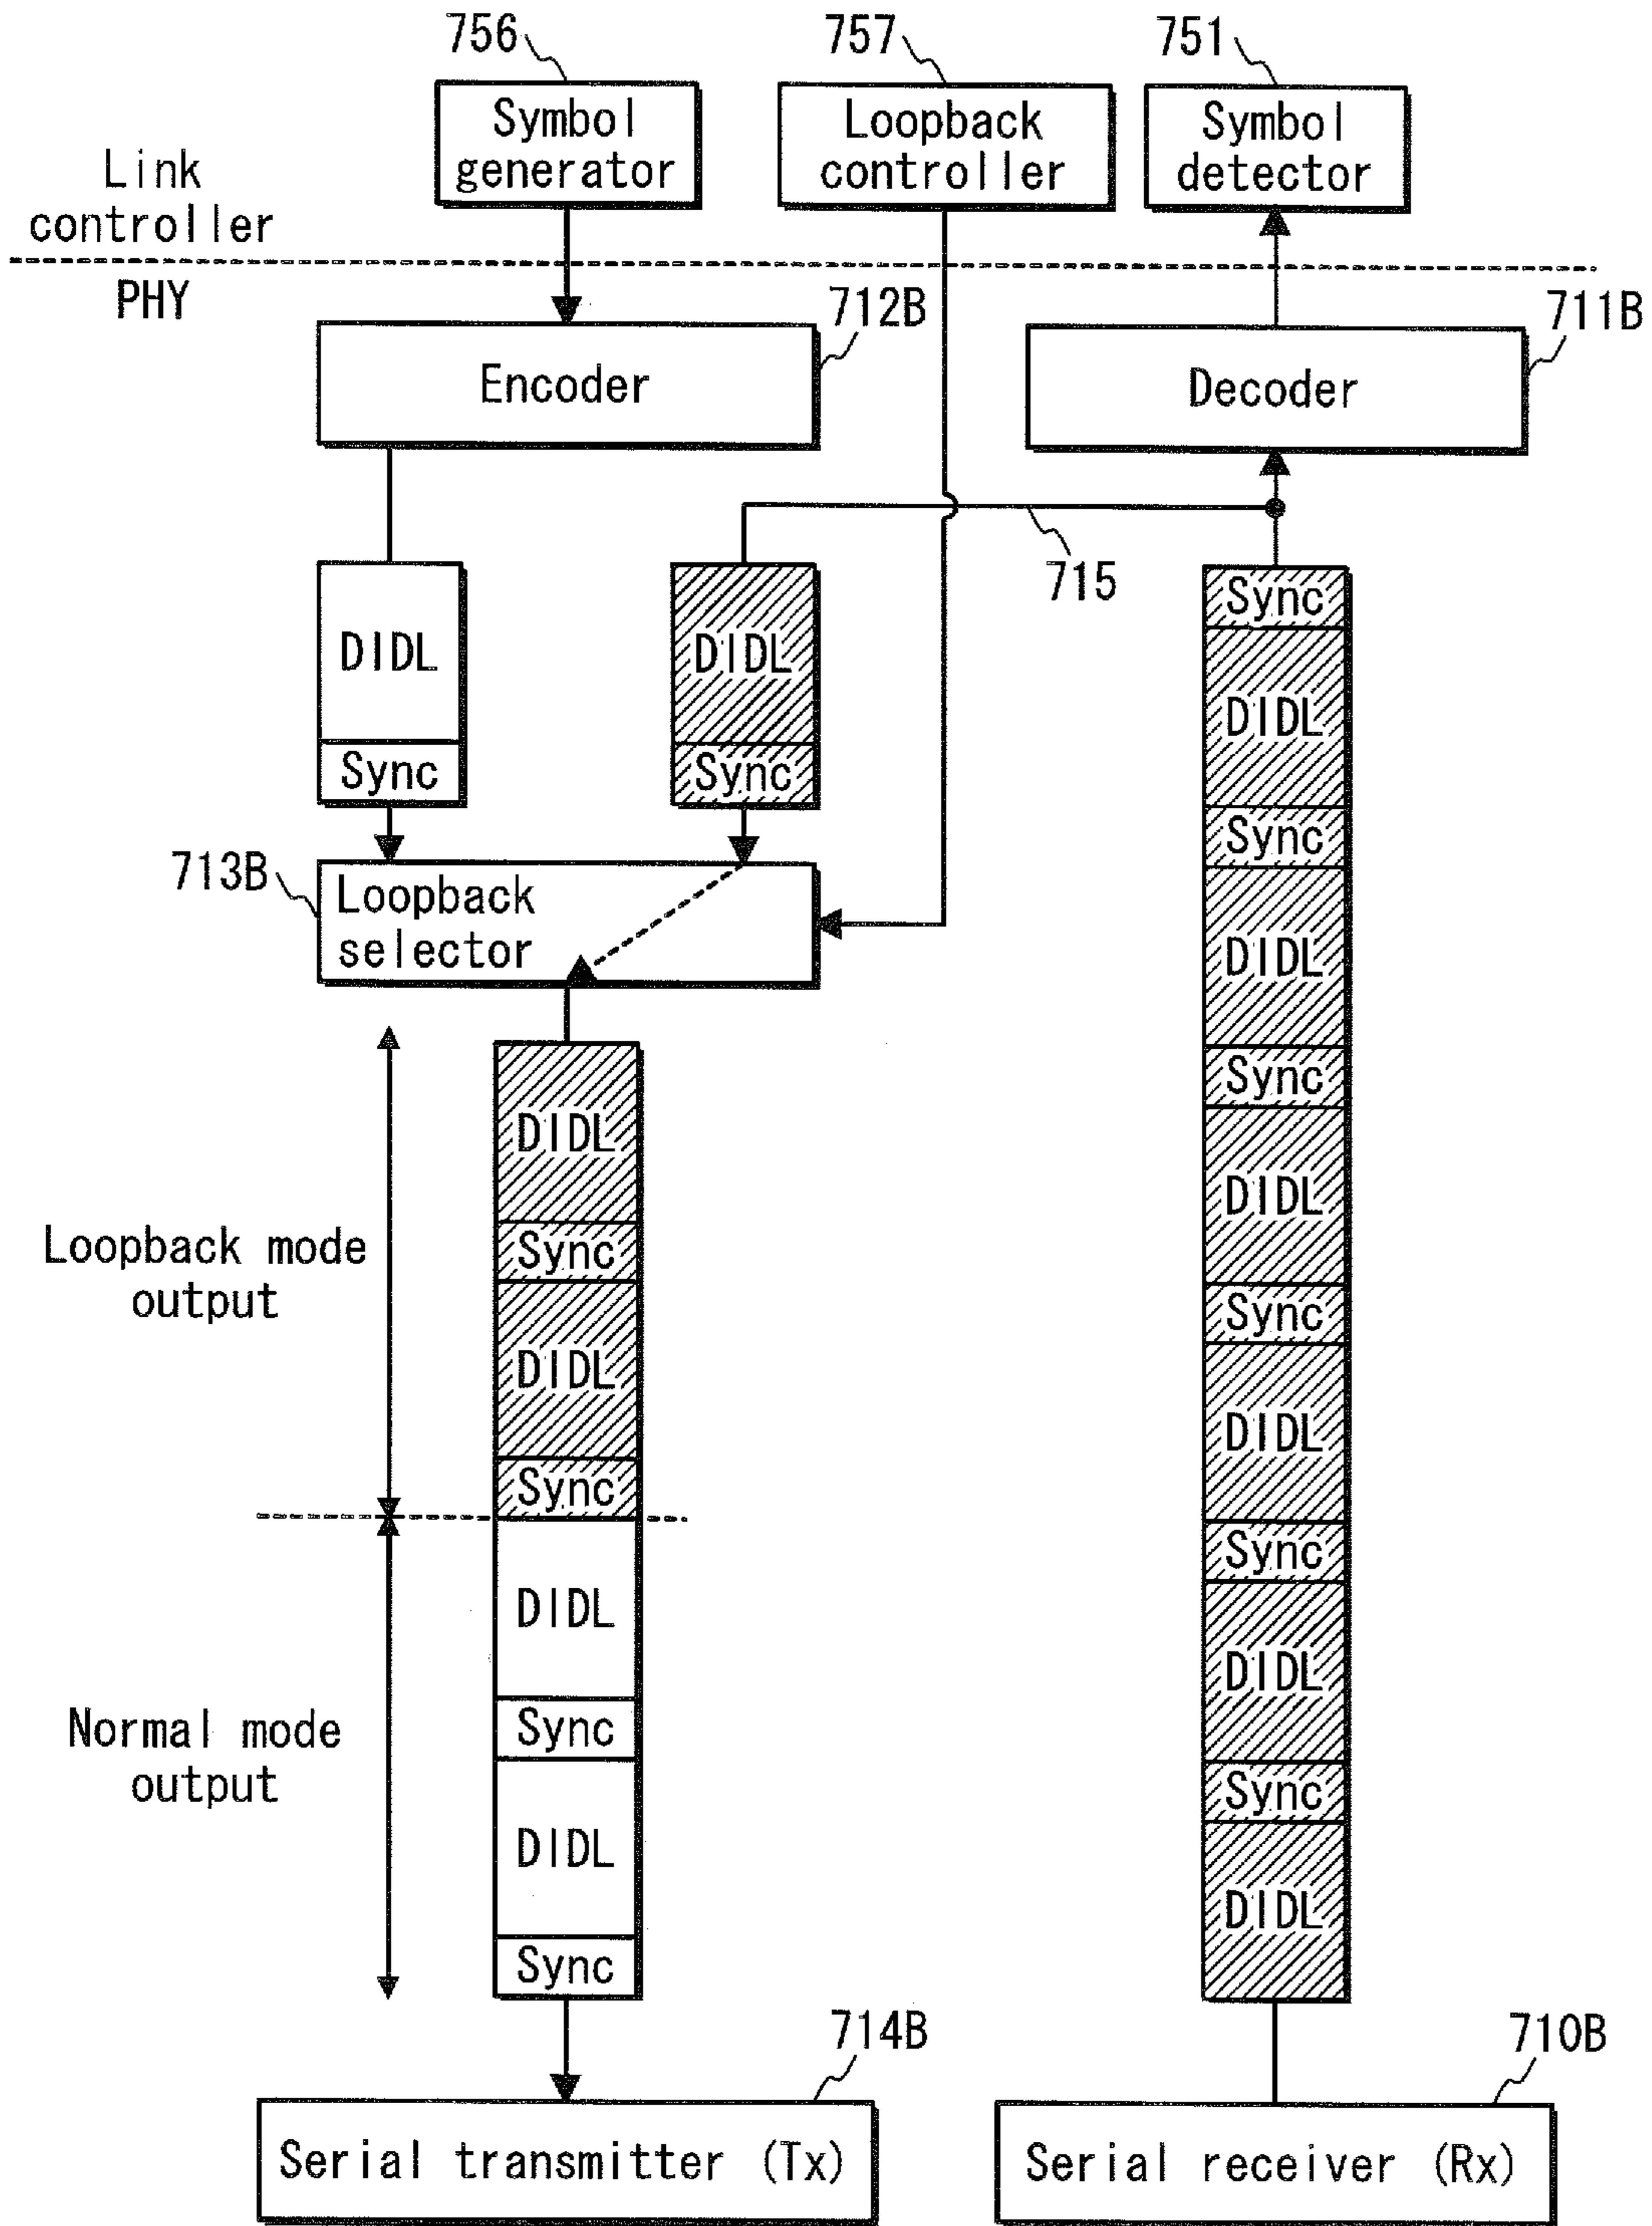 756
757
751
Symbol
generator
Loopback
controller
Symbol
detector
Link
controller
PHY
712B
711B
Encoder
Decoder
715
DIDL
Sync
DIDL
Sync
713B
Loopback
selector
Loopback mode
output
Normal mode
output
DIDL
Sync
DIDL
Sync
DIDL
Sync
DIDL
Sync
Sync
DIDL
Sync
DIDL
Sync
DIDL
Sync
DIDL
Sync
DIDL
Sync
DIDL
714B
710B
Serial transmitter (Tx)
Serial receiver (Rx)